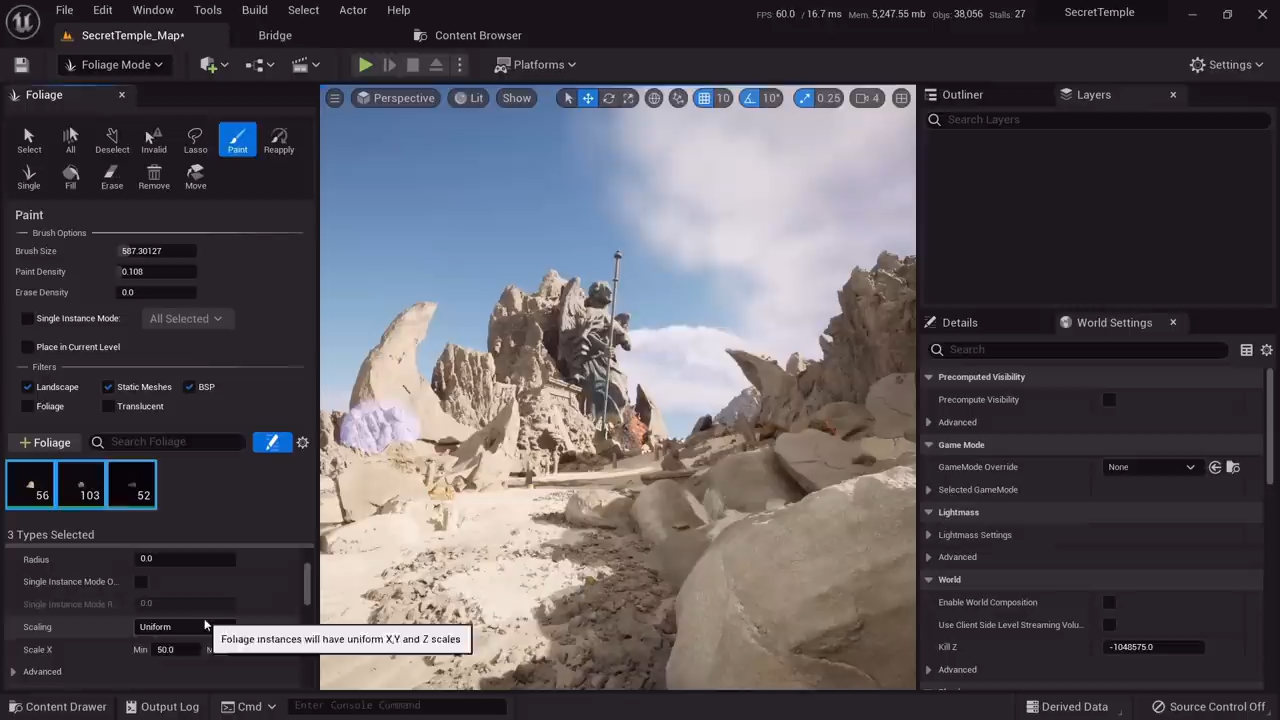 File Edit Window Tools Build Select Actor Help
FPS: 60.0 / 16.7 ms Mem: 5,247.55 mb Objs: 38,056 Stalls: 27
SecretTemple
SecretTemple_Map*
Bridge
Content Browser
Foliage Mode
Platforms
Settings
Foliage
Perspective Lit Show 10 10° 0.25 4
Outliner Layers
Search Layers
Select All Deselect Invalid Lasso Paint Reapply
Single Fill Erase Remove Move
Paint
Brush Options
Brush Size 587.30127
Paint Density 0.108
Erase Density 0.0
Single Instance Mode: All Selected
Place in Current Level
Filters
Landscape Static Meshes BSP
Foliage Translucent
+ Foliage Search Foliage
56 103 52
3 Types Selected
Radius 0.0
Single Instance Mode O...
Single Instance Mode R... 0.0
Scaling Uniform
Foliage instances will have uniform X,Y and Z scales
Scale X Min 50.0
Advanced
Details World Settings
Search
Precomputed Visibility
Precompute Visibility
Advanced
Game Mode
GameMode Override None
Selected GameMode
Lightmass
Lightmass Settings
Advanced
World
Enable World Composition
Use Client Side Level Streaming Volu...
Kill Z -1048575.0
Advanced
Content Drawer Output Log Cmd Enter Console Command
Derived Data Source Control Off